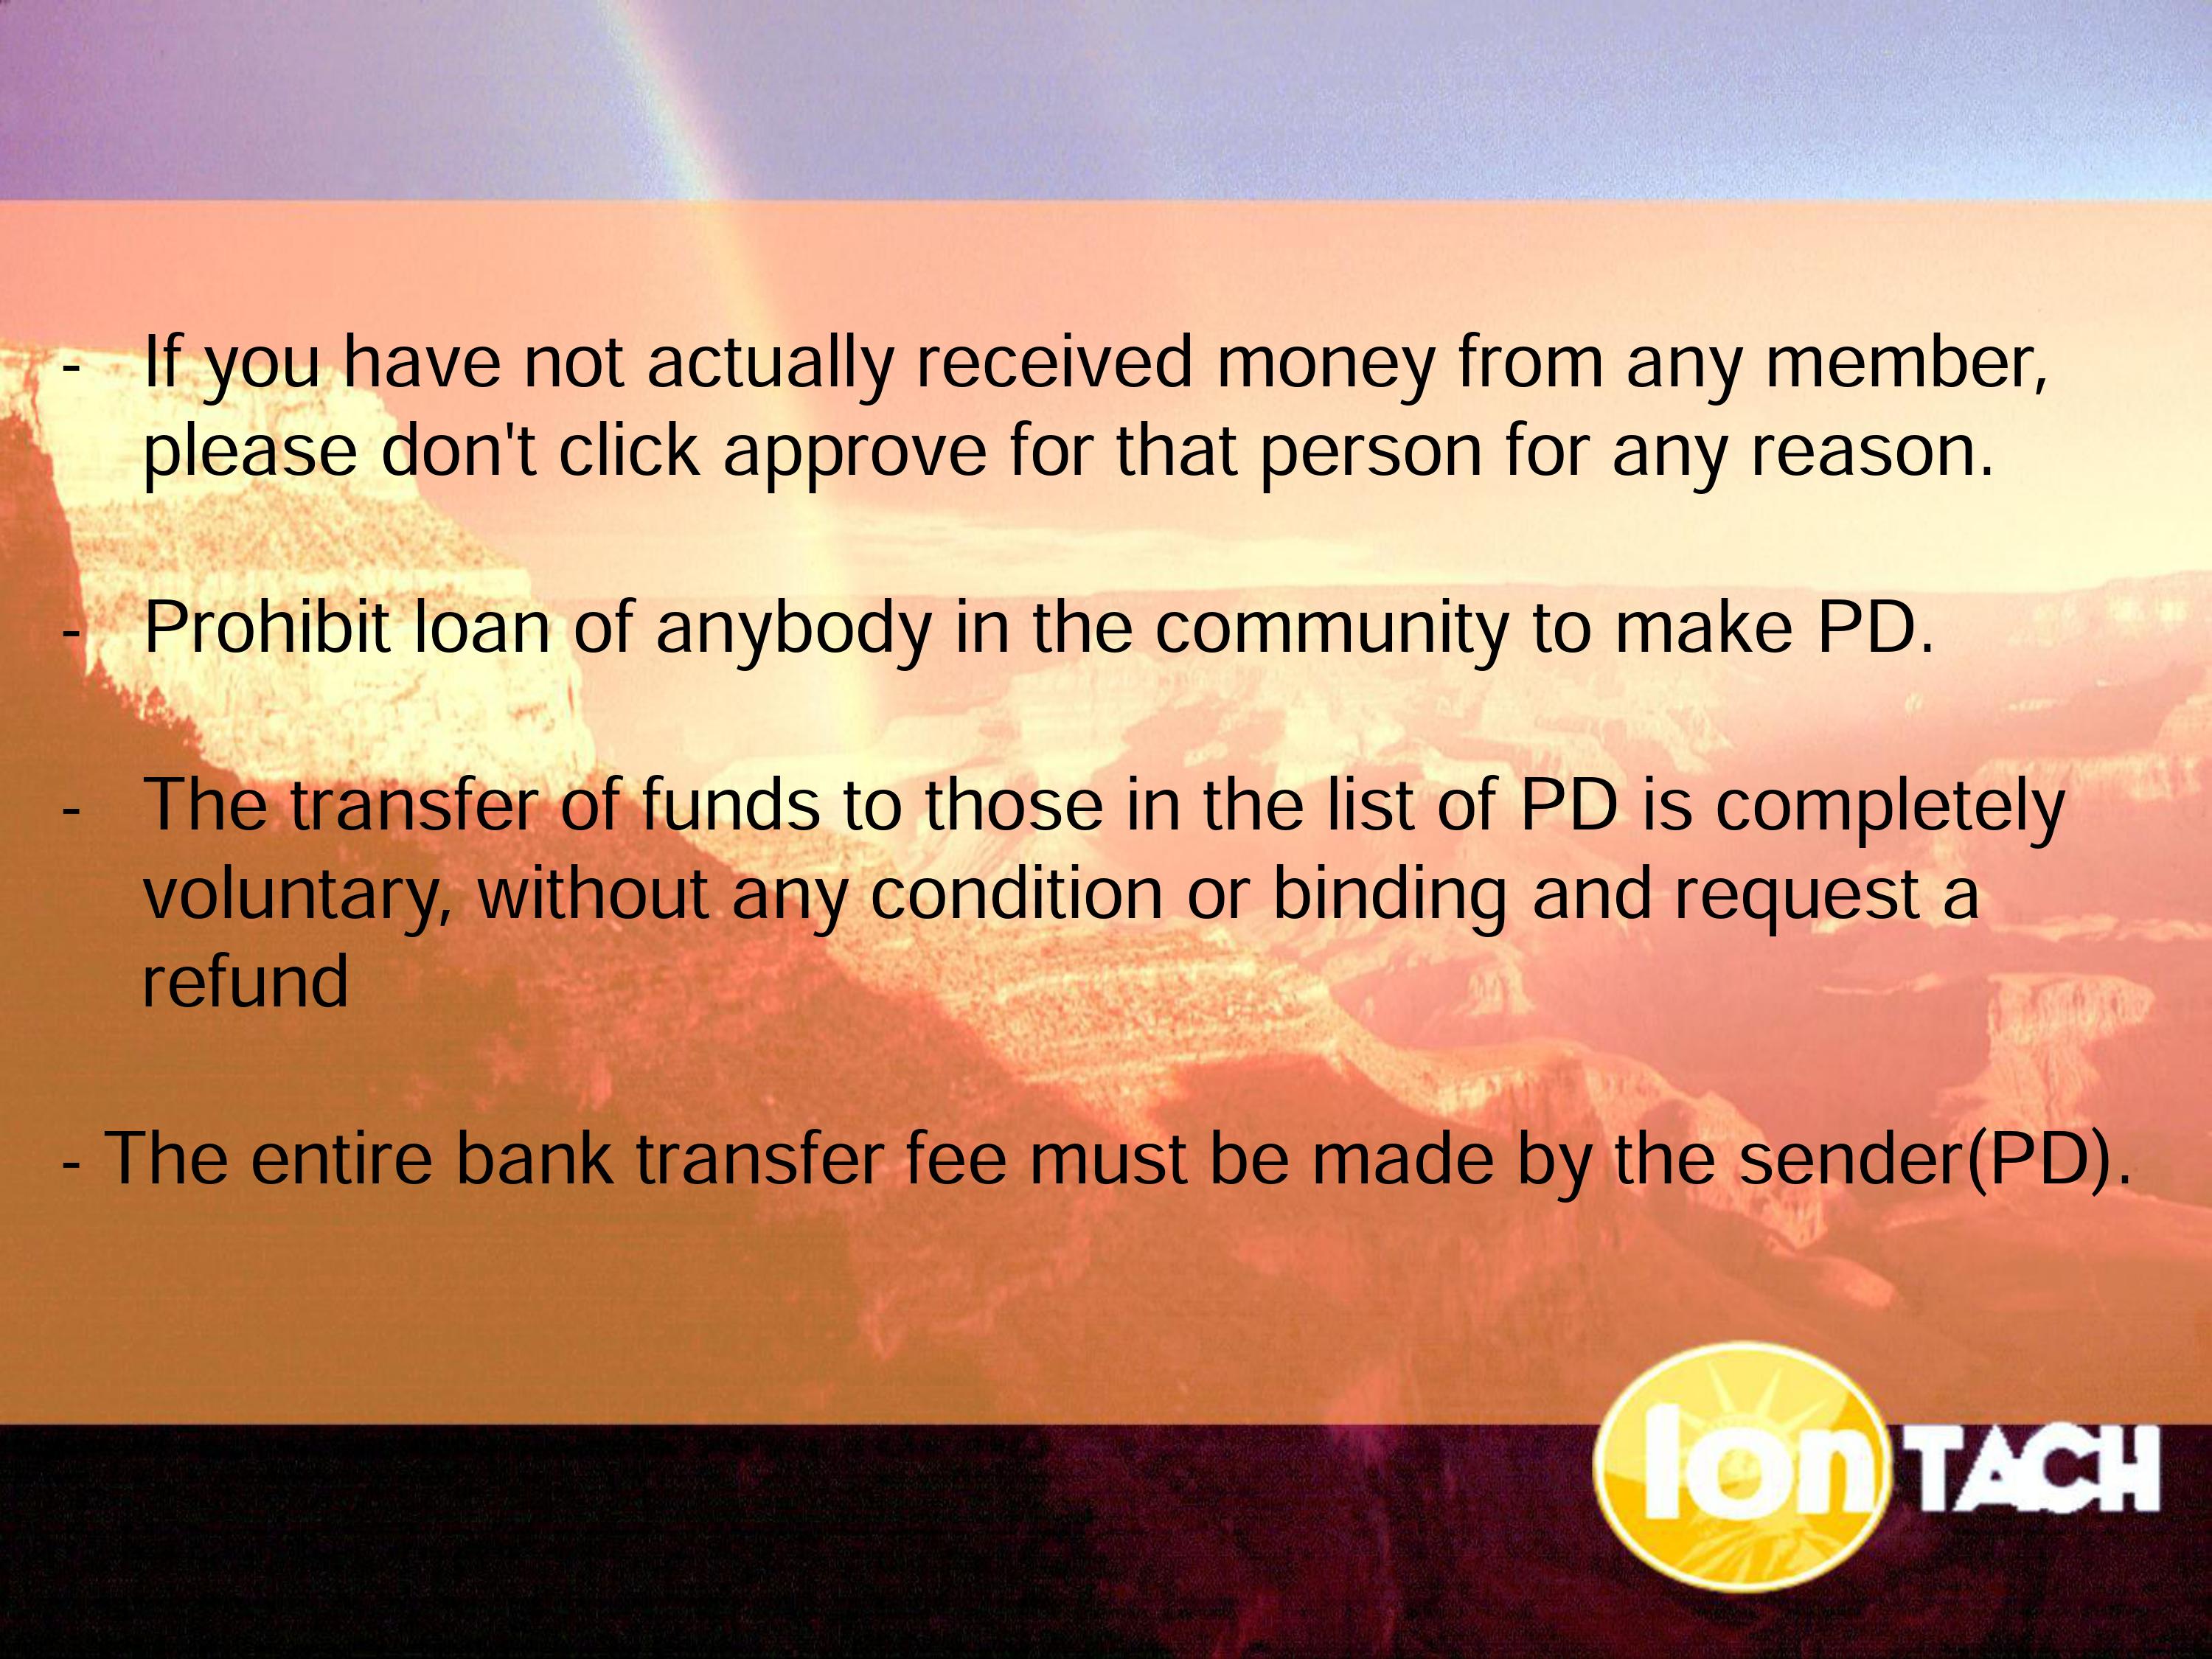 - If you have not actually received money from any member,
please don't click approve for that person for any reason.
- Prohibit loan of anybody in the community to make PD.
- The transfer of funds to those in the list of PD is completely
voluntary, without any condition or binding and request a
refund
- The entire bank transfer fee must be made by the sender(PD).
Ion TACH